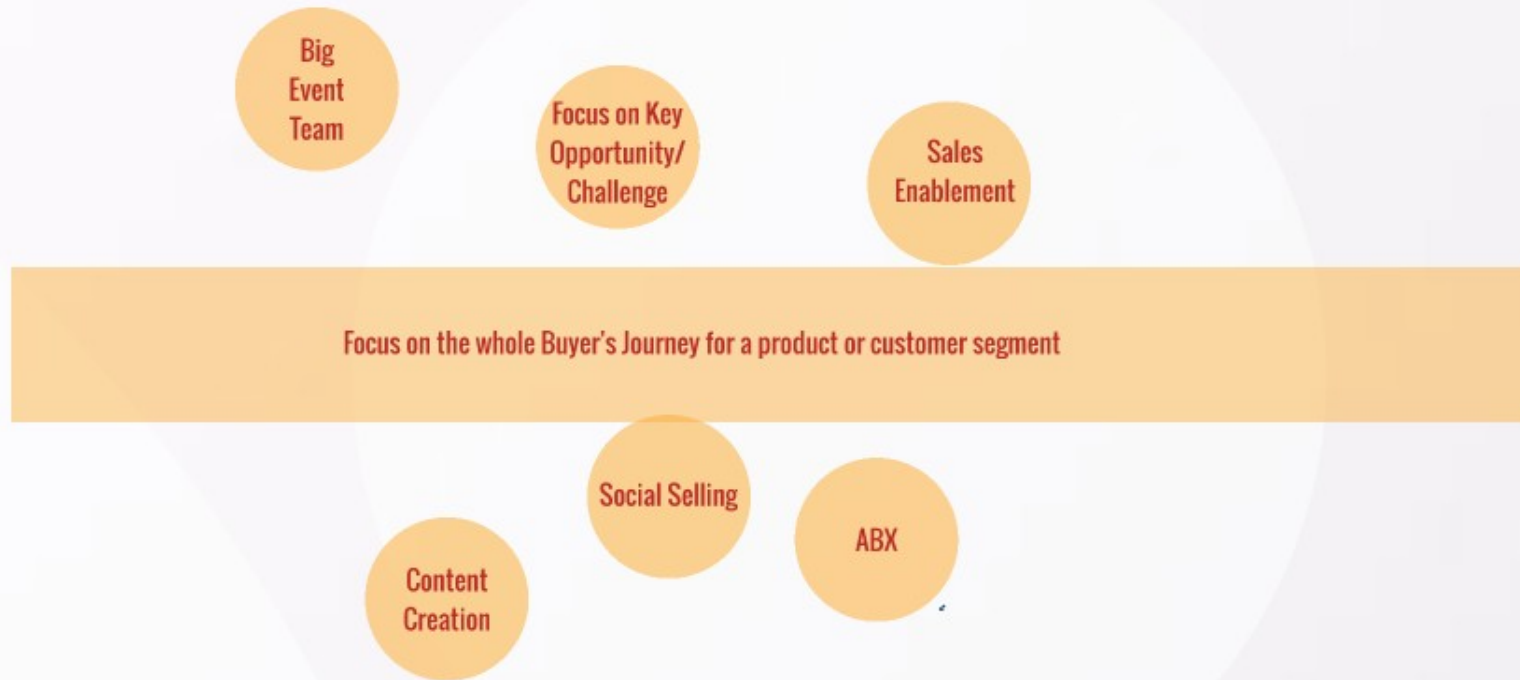 Big
Event
Team
Focus on Key
Opportunity/
Challenge
Sales
Enablement
Focus on the whole Buyer's Journey for a product or customer segment
Social Selling
ABX
Content
Creation